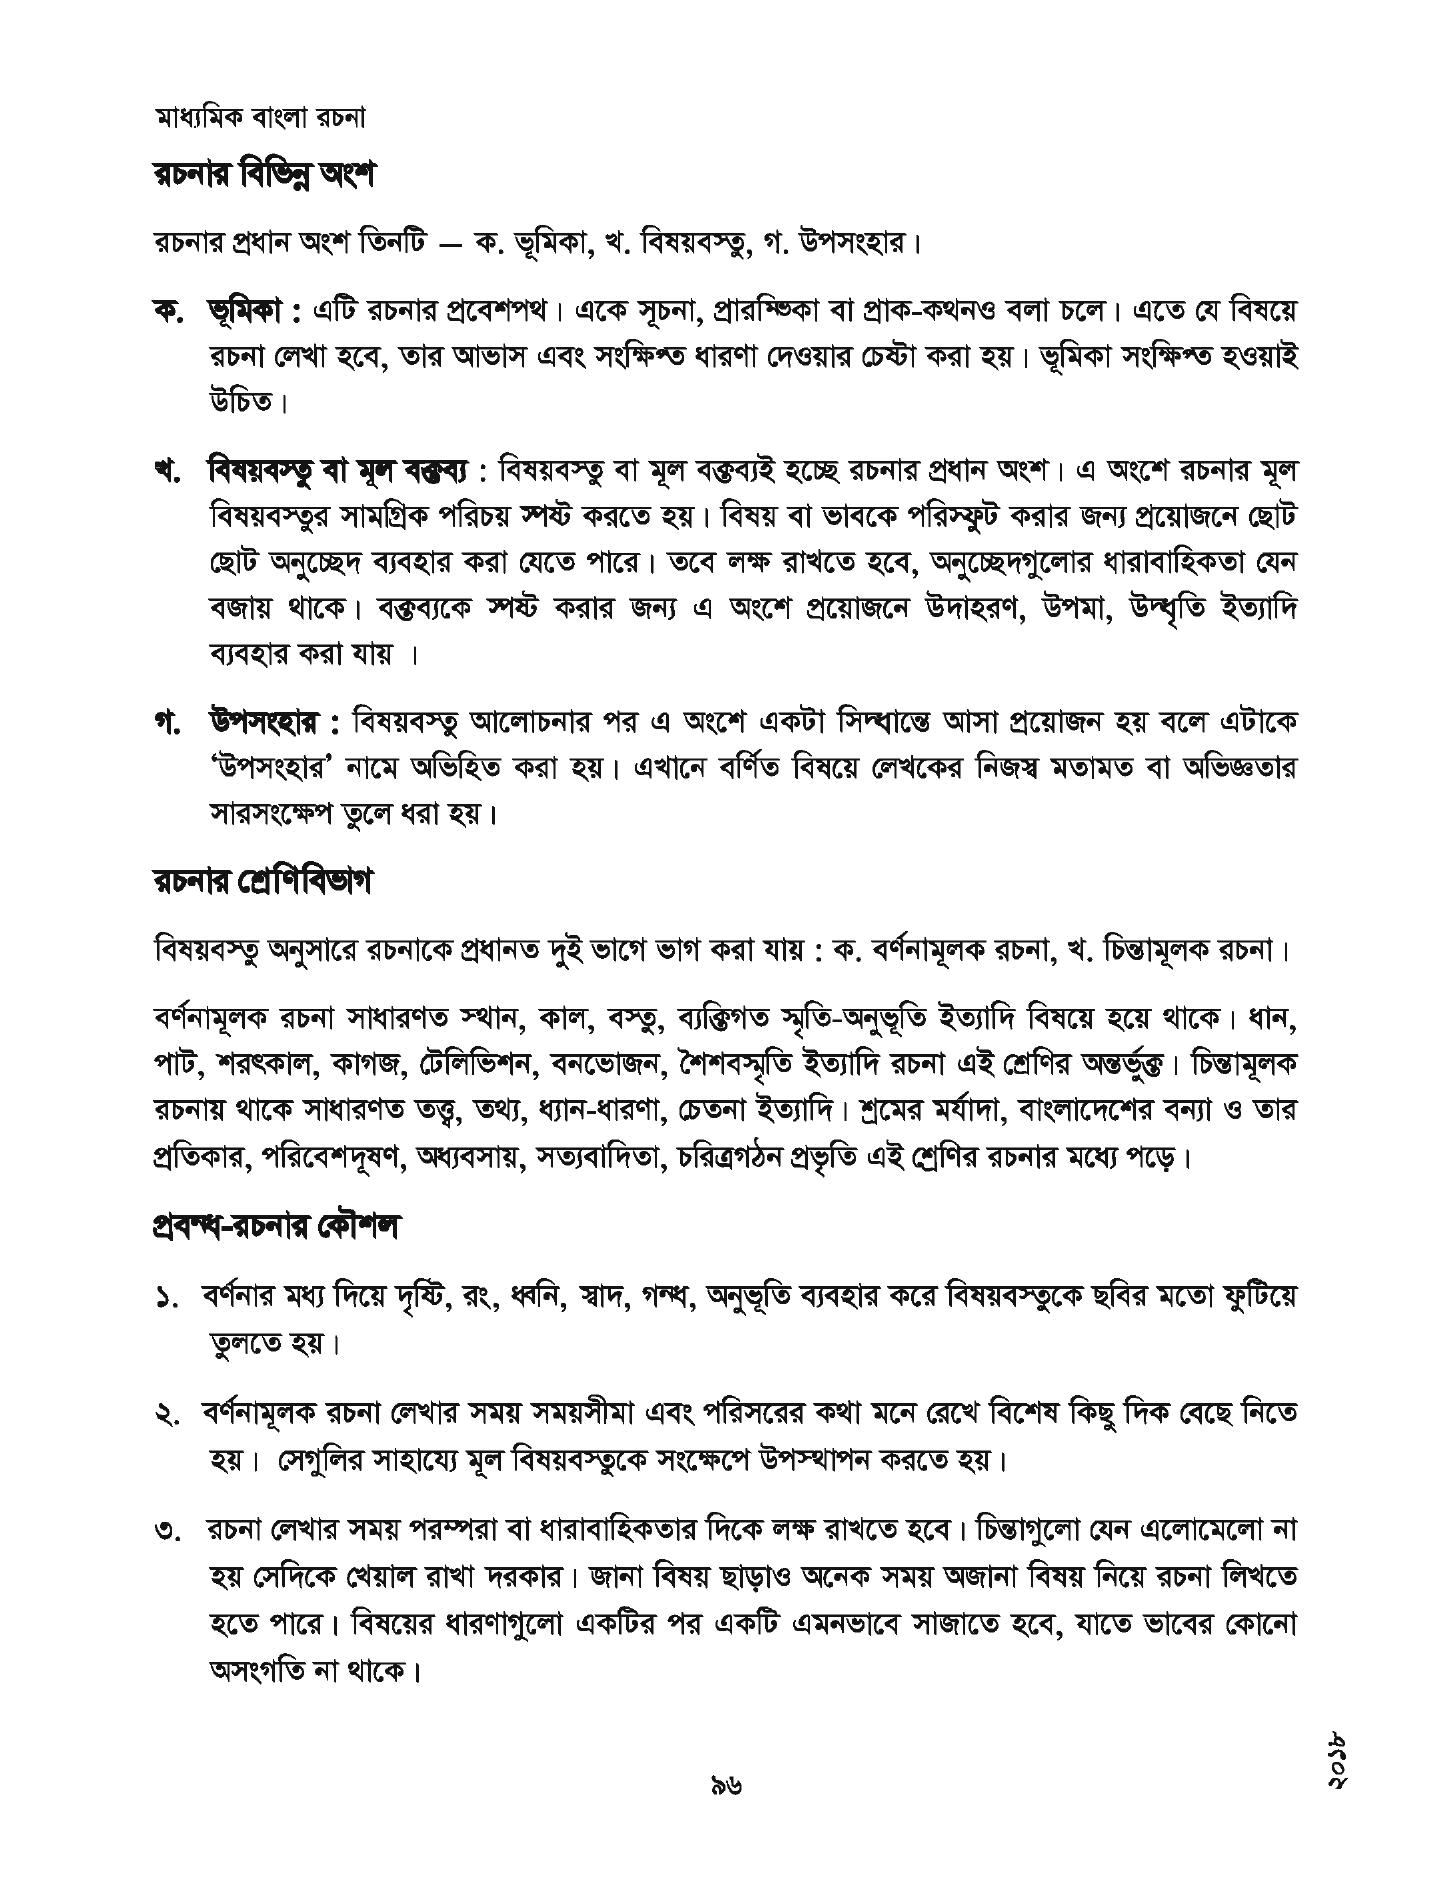 মাধ্যমিক বাংলা রচনা
রচনার বিভিন্ন অংশ
রচনার প্রধান অংশ তিনটি — ক. ভূমিকা, খ. বিষয়বস্তু, গ. উপসংহার।
ক. ভূমিকা : এটি রচনার প্রবেশপথ। একে সূচনা, প্রারম্ভিকা বা প্রাক-কথনও বলা চলে। এতে যে বিষয়ে
রচনা লেখা হবে, তার আভাস এবং সংক্ষিপ্ত ধারণা দেওয়ার চেষ্টা করা হয়। ভূমিকা সংক্ষিপ্ত হওয়াই
উচিত।
খ. বিষয়বস্তু বা মূল বক্তব্য : বিষয়বস্তু বা মূল বক্তব্যই হচ্ছে রচনার প্রধান অংশ। এ অংশে রচনার মূল
বিষয়বস্তুর সামগ্রিক পরিচয় স্পষ্ট করতে হয়। বিষয় বা ভাবকে পরিস্ফুট করার জন্য প্রয়োজনে ছোট
ছোট অনুচ্ছেদ ব্যবহার করা যেতে পারে। তবে লক্ষ রাখতে হবে, অনুচ্ছেদগুলোর ধারাবাহিকতা যেন
বজায় থাকে। বক্তব্যকে স্পষ্ট করার জন্য এ অংশে প্রয়োজনে উদাহরণ, উপমা, উদ্ধৃতি ইত্যাদি
ব্যবহার করা যায় ।
গ. উপসংহার : বিষয়বস্তু আলোচনার পর এ অংশে একটা সিদ্ধান্তে আসা প্রয়োজন হয় বলে এটাকে
‘উপসংহার’ নামে অভিহিত করা হয়। এখানে বর্ণিত বিষয়ে লেখকের নিজস্ব মতামত বা অভিজ্ঞতার
সারসংক্ষেপ তুলে ধরা হয়।
রচনার শ্রেণিবিভাগ
বিষয়বস্তু অনুসারে রচনাকে প্রধানত দুই ভাগে ভাগ করা যায় : ক. বর্ণনামূলক রচনা, খ. চিন্তামূলক রচনা।
বর্ণনামূলক রচনা সাধারণত স্থান, কাল, বস্তু, ব্যক্তিগত স্মৃতি-অনুভূতি ইত্যাদি বিষয়ে হয়ে থাকে। ধান,
পাট, শরৎকাল, কাগজ, টেলিভিশন, বনভোজন, শৈশবস্মৃতি ইত্যাদি রচনা এই শ্রেণির অন্তর্ভুক্ত। চিন্তামূলক
রচনায় থাকে সাধারণত তত্ত্ব, তথ্য, ধ্যান-ধারণা, চেতনা ইত্যাদি। শ্রমের মর্যাদা, বাংলাদেশের বন্যা ও তার
প্রতিকার, পরিবেশদূষণ, অধ্যবসায়, সত্যবাদিতা, চরিত্রগঠন প্রভৃতি এই শ্রেণির রচনার মধ্যে পড়ে।
প্রবন্ধ-রচনার কৌশল
১. বর্ণনার মধ্য দিয়ে দৃষ্টি, রং, ধ্বনি, স্বাদ, গন্ধ, অনুভূতি ব্যবহার করে বিষয়বস্তুকে ছবির মতো ফুটিয়ে
তুলতে হয়।
২. বর্ণনামূলক রচনা লেখার সময় সময়সীমা এবং পরিসরের কথা মনে রেখে বিশেষ কিছু দিক বেছে নিতে
হয়। সেগুলির সাহায্যে মূল বিষয়বস্তুকে সংক্ষেপে উপস্থাপন করতে হয়।
৩. রচনা লেখার সময় পরম্পরা বা ধারাবাহিকতার দিকে লক্ষ রাখতে হবে। চিন্তাগুলো যেন এলোমেলো না
হয় সেদিকে খেয়াল রাখা দরকার। জানা বিষয় ছাড়াও অনেক সময় অজানা বিষয় নিয়ে রচনা লিখতে
হতে পারে। বিষয়ের ধারণাগুলো একটির পর একটি এমনভাবে সাজাতে হবে, যাতে ভাবের কোনো
অসংগতি না থাকে।
৯৬
২০১৮